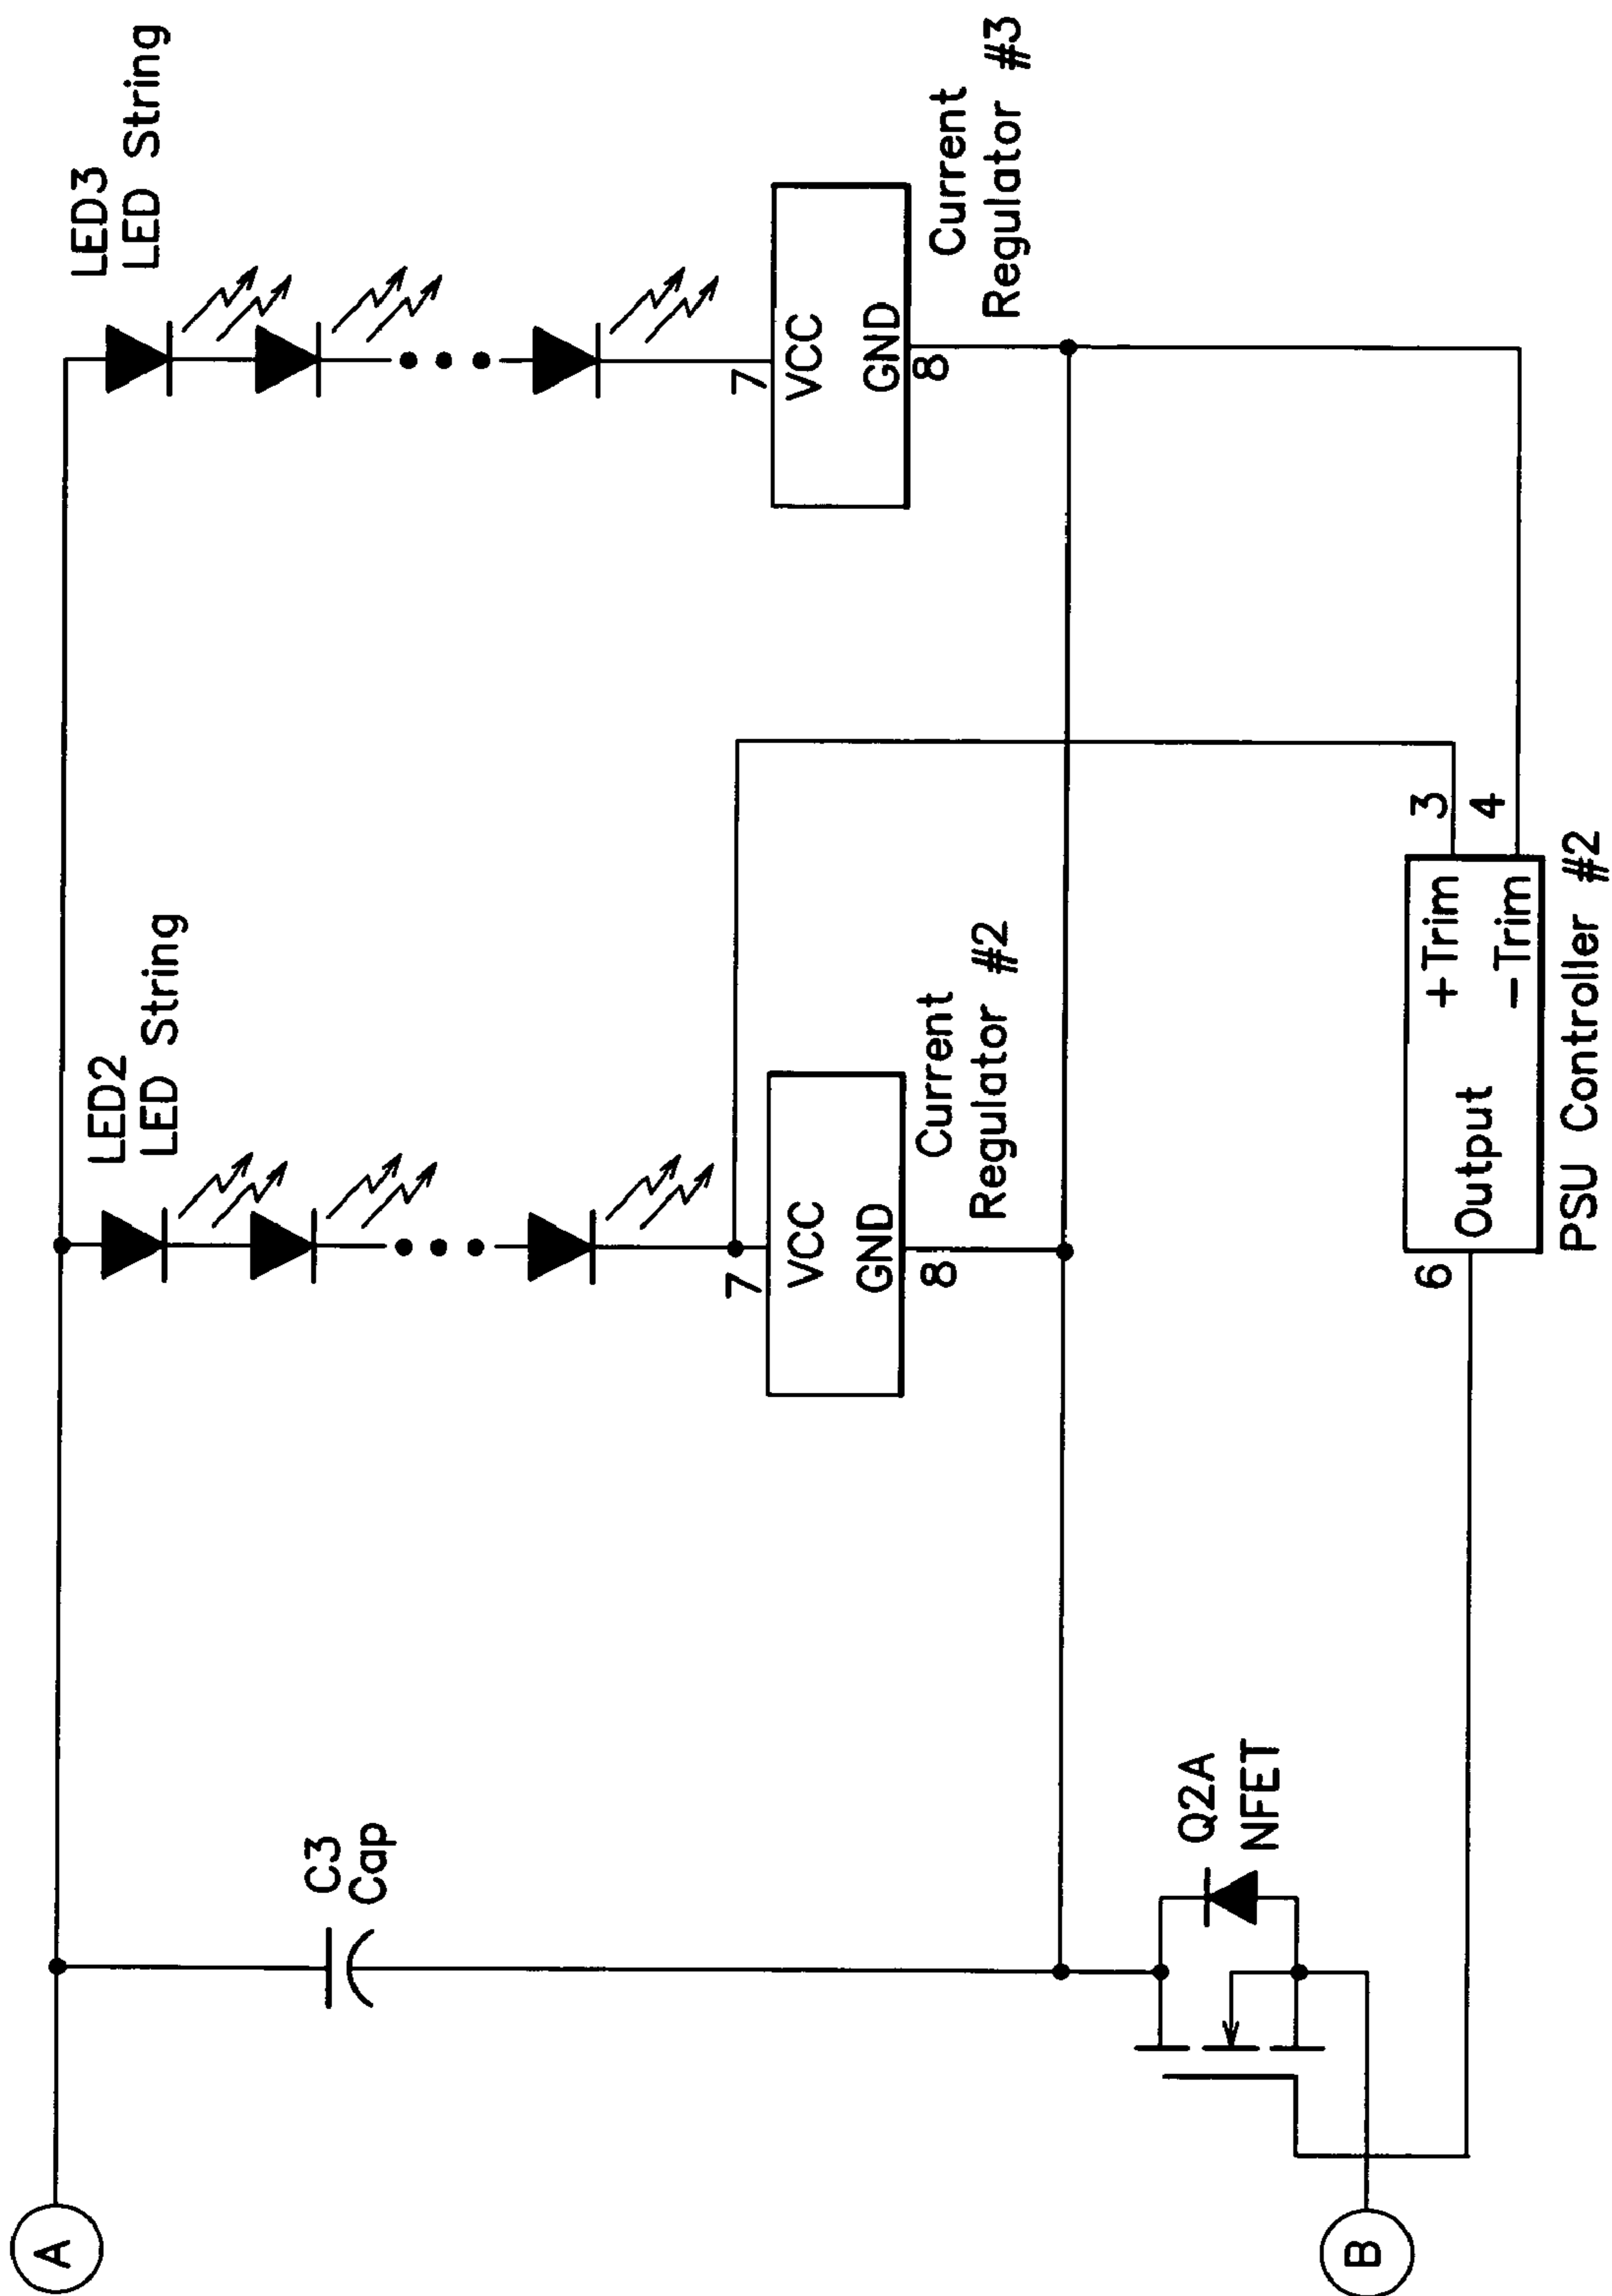 LED3
LED String
LED2
LED String
C3
Cap
7
VCC
GND
8
Current
Regulator #3
7
VCC
GND
8
Current
Regulator #2
Q2A
NFET
3
4
+Trim
-Trim
Output
6
PSU Controller #2
A
B